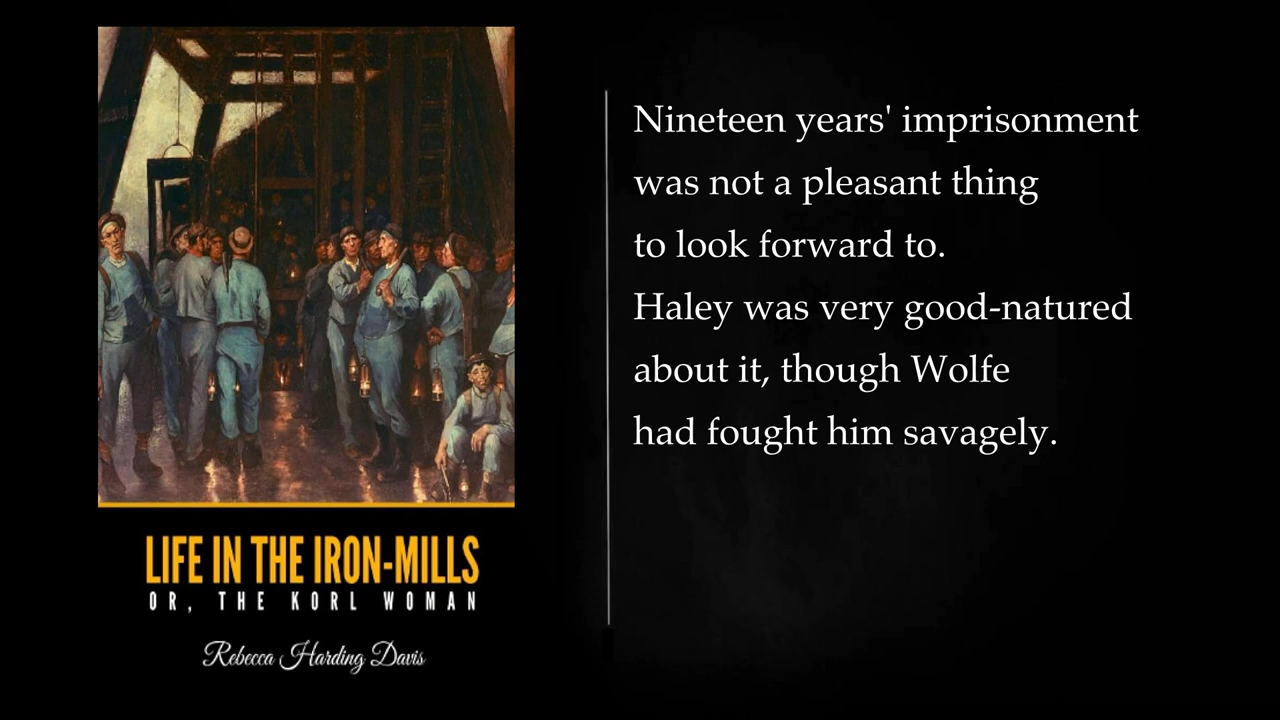 LIFE IN THE IRON-MILLS
OR, THE KORL WOMAN
Rebecca Harding Davis
Nineteen years' imprisonment
was not a pleasant thing
to look forward to.
Haley was very good-natured
about it, though Wolfe
had fought him savagely.